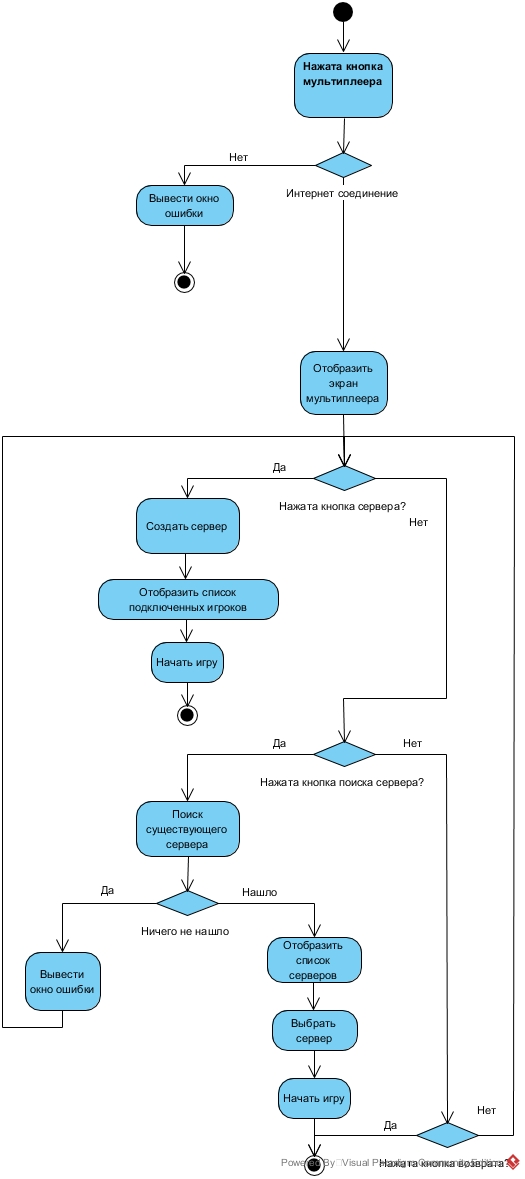 Нажата кнопка
мультиплеера
Нет
Интернет соединение
Вывести окно
ошибки
Отобразить
экран
мультиплеера
Да
Нажата кнопка сервера?
Нет
Создать сервер
Отобразить список
подключенных игроков
Начать игру
Да
Нет
Нажата кнопка поиска сервера?
Поиск
существующего
сервера
Да
Нашло
Ничего не нашло
Отобразить
список
серверов
Вывести
окно ошибки
Выбрать
сервер
Начать игру
Нет
Да
Powered By Visual Paradigm Community Edition
Нажата кнопка возврата?